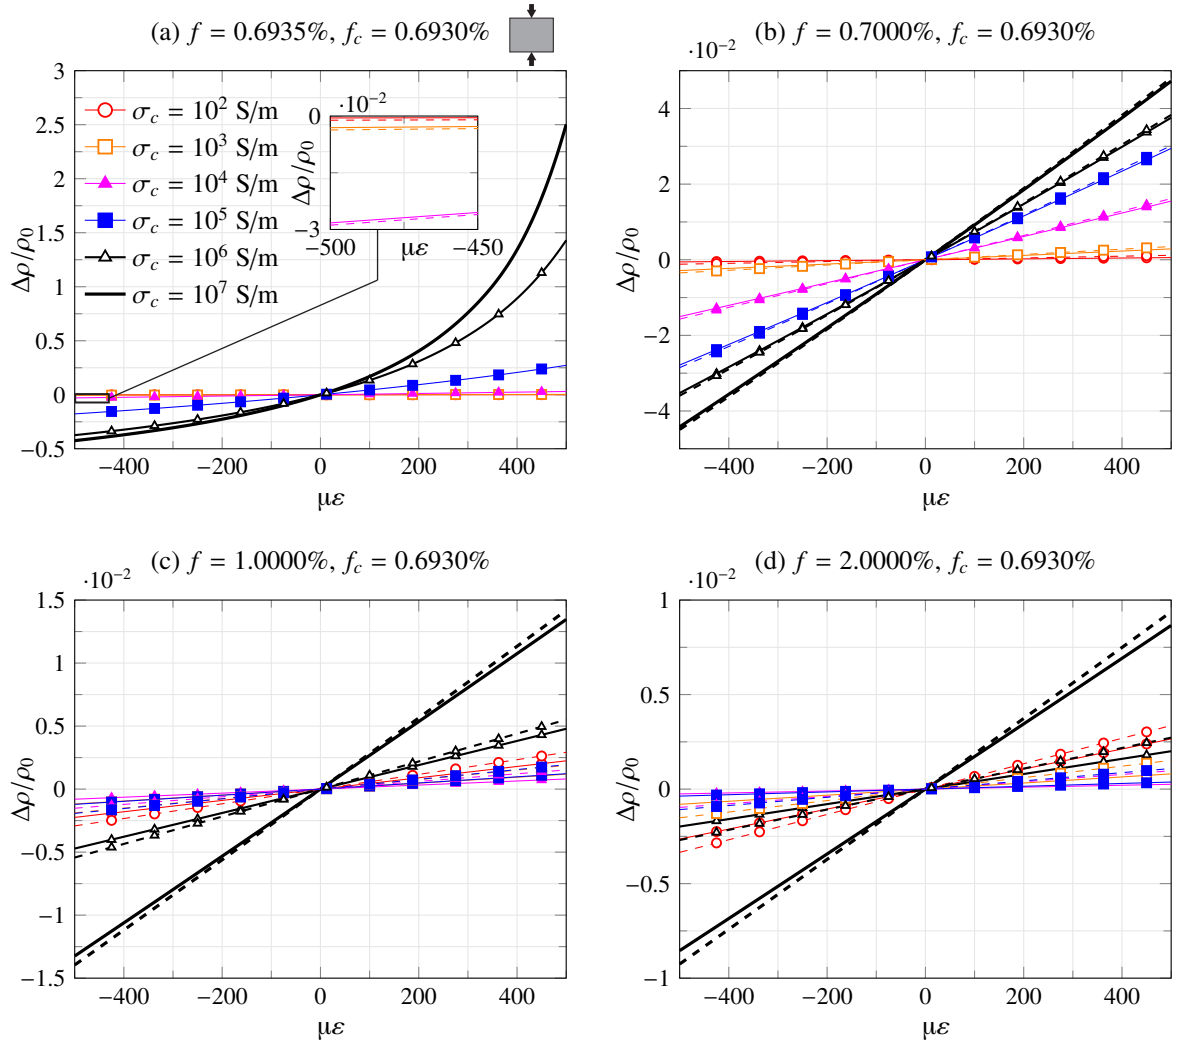 (a) f = 0.6935%, f_c = 0.6930%
3
2.5
2
1.5
1
0.5
0
−0.5
Δρ/ρ₀
−400 −200 0 200 400
με
σ_c = 10² S/m
σ_c = 10³ S/m
σ_c = 10⁴ S/m
σ_c = 10⁵ S/m
σ_c = 10⁶ S/m
σ_c = 10⁷ S/m
·10⁻²
0
−3
Δρ/ρ₀
−500 −450
με
(b) f = 0.7000%, f_c = 0.6930%
·10⁻²
4
2
0
−2
−4
Δρ/ρ₀
−400 −200 0 200 400
με
(c) f = 1.0000%, f_c = 0.6930%
·10⁻²
1.5
1
0.5
0
−0.5
−1
−1.5
Δρ/ρ₀
−400 −200 0 200 400
με
(d) f = 2.0000%, f_c = 0.6930%
·10⁻²
1
0.5
0
−0.5
−1
Δρ/ρ₀
−400 −200 0 200 400
με